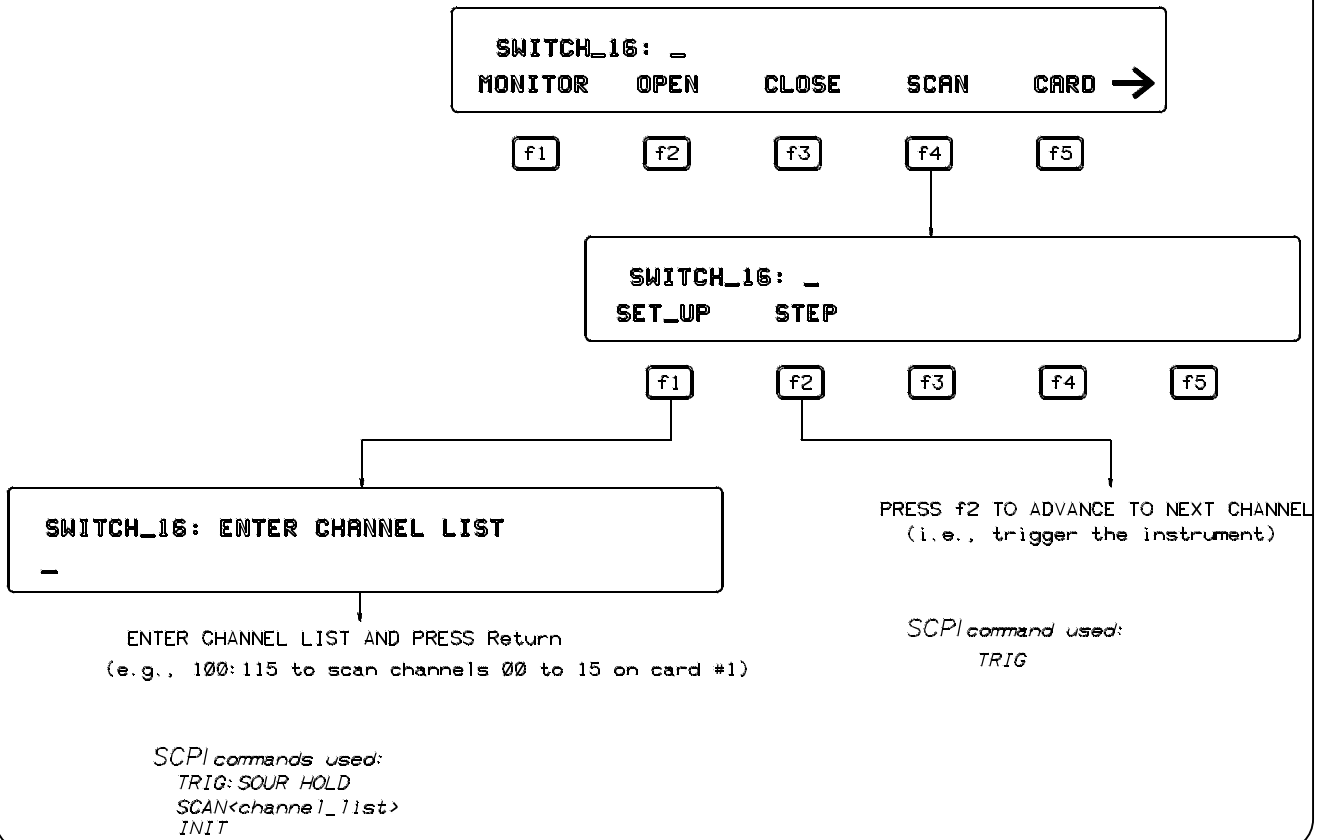 SWITCH_16: _
MONITOR OPEN CLOSE SCAN CARD
f1 f2 f3 f4 f5
SWITCH_16: _
SET_UP STEP
f1 f2 f3 f4 f5
SWITCH_16: ENTER CHANNEL LIST
_
ENTER CHANNEL LIST AND PRESS Return
(e.g., 100:115 to scan channels 00 to 15 on card #1)
SCPI commands used:
TRIG:SOUR HOLD
SCAN<channel_list>
INIT
PRESS f2 TO ADVANCE TO NEXT CHANNEL
(i.e., trigger the instrument)
SCPI command used:
TRIG